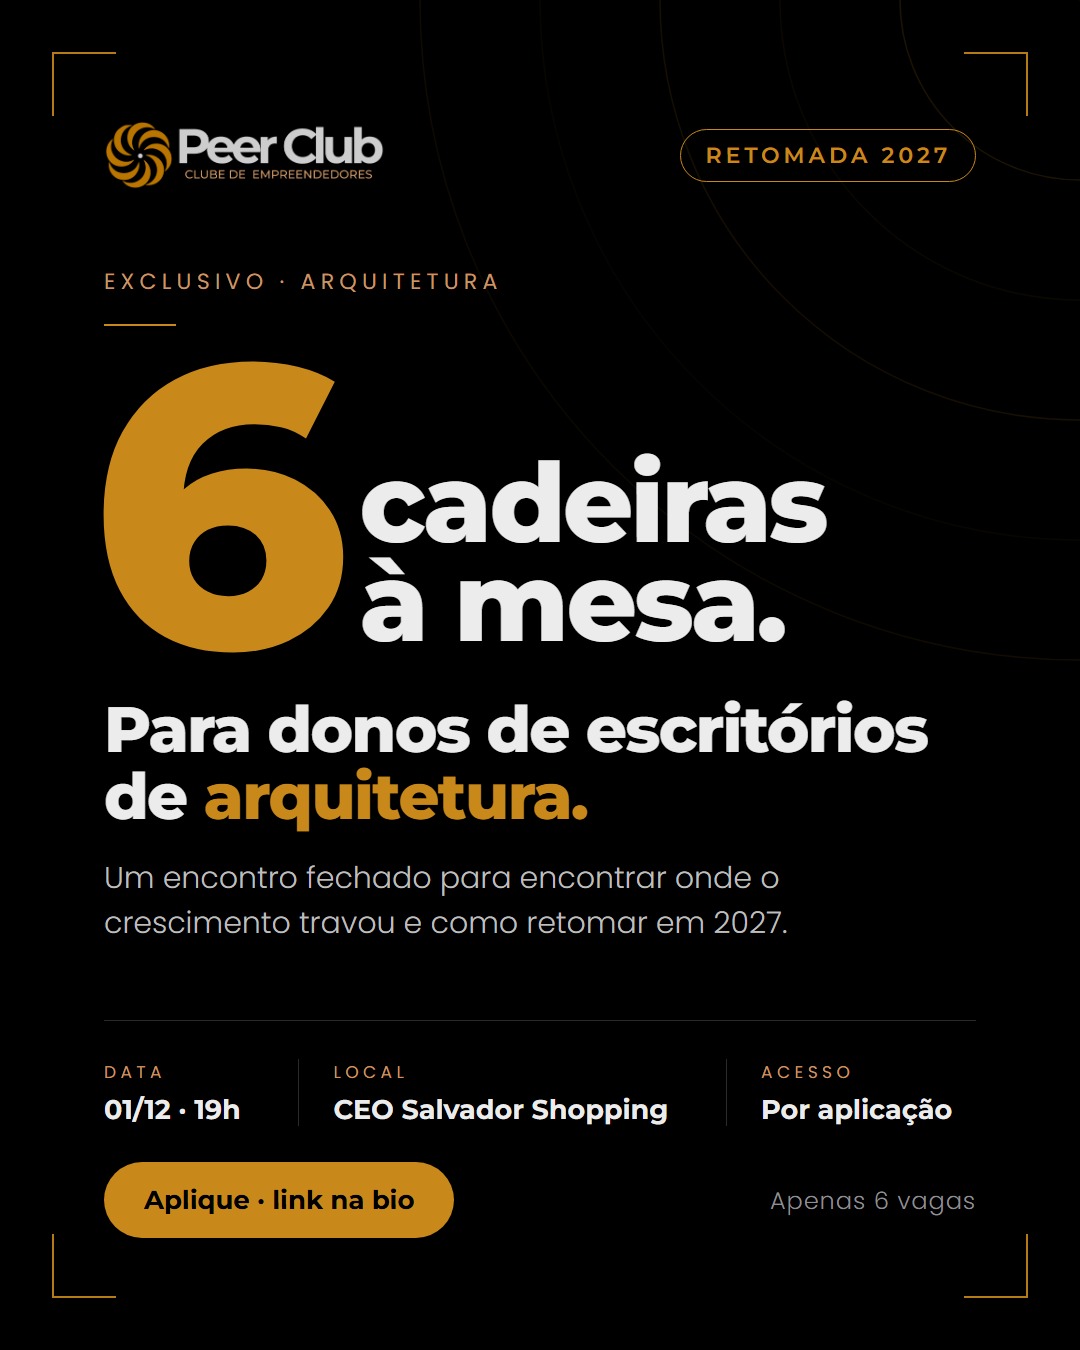 Peer Club
CLUBE DE EMPREENDEDORES
RETOMADA 2027
EXCLUSIVO · ARQUITETURA
6
cadeiras
à mesa.
Para donos de escritórios
de arquitetura.
Um encontro fechado para encontrar onde o
crescimento travou e como retomar em 2027.
DATA
01/12 · 19h
LOCAL
CEO Salvador Shopping
ACESSO
Por aplicação
Aplique · link na bio
Apenas 6 vagas